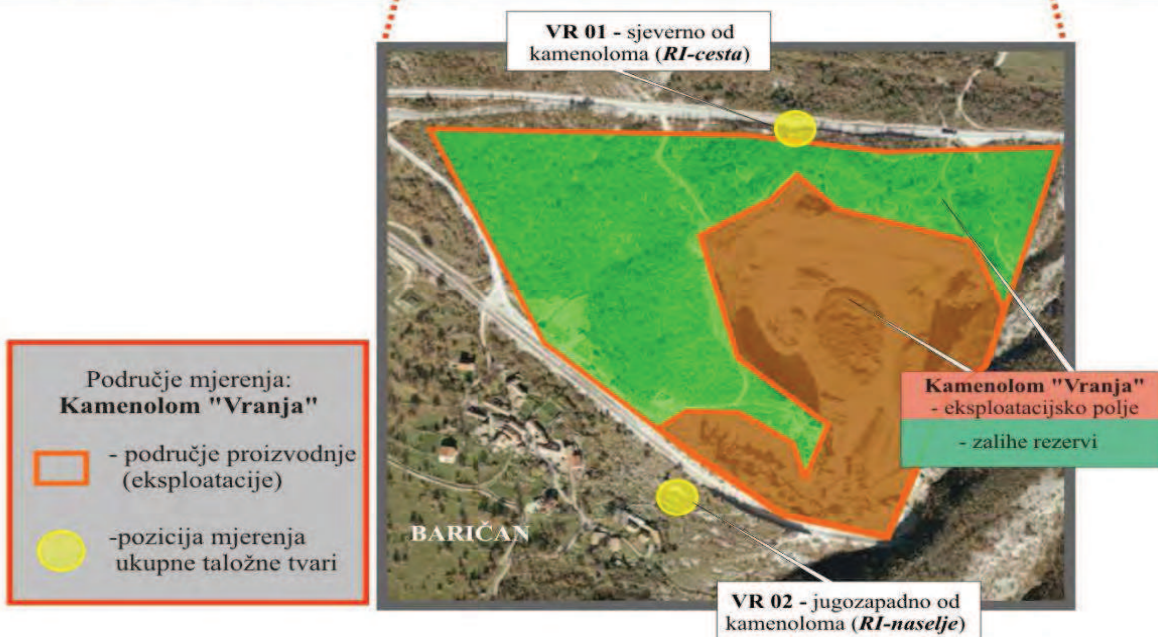 VR 01 - sjeverno od
kamenoloma (RI-cesta)
Područje mjerenja:
Kamenolom "Vranja"
- područje proizvodnje
(eksploatacije)
-pozicija mjerenja
ukupne taložne tvari
Kamenolom "Vranja"
- eksploatacijsko polje
- zalihe rezervi
BARIČAN
VR 02 - jugozapadno od
kamenoloma (RI-naselje)